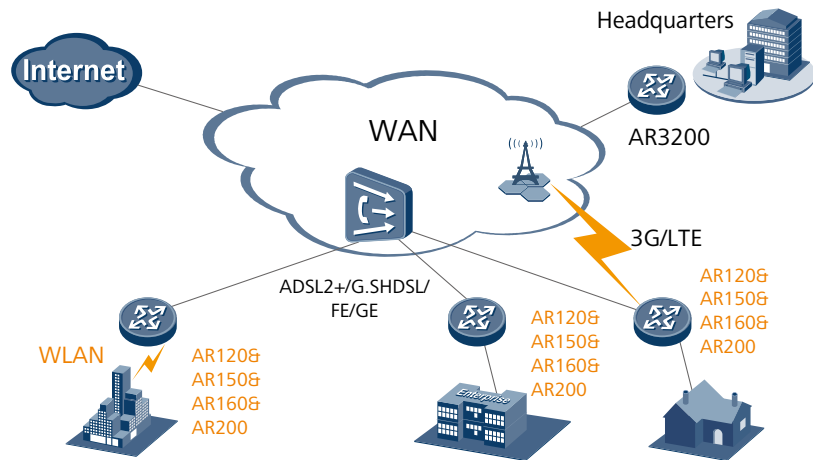 Headquarters
Internet
WAN
AR3200
3G/LTE
ADSL2+/G.SHDSL/
FE/GE
AR120&
AR150&
AR160&
AR200
WLAN
AR120&
AR150&
AR160&
AR200
Enterprise
AR120&
AR150&
AR160&
AR200